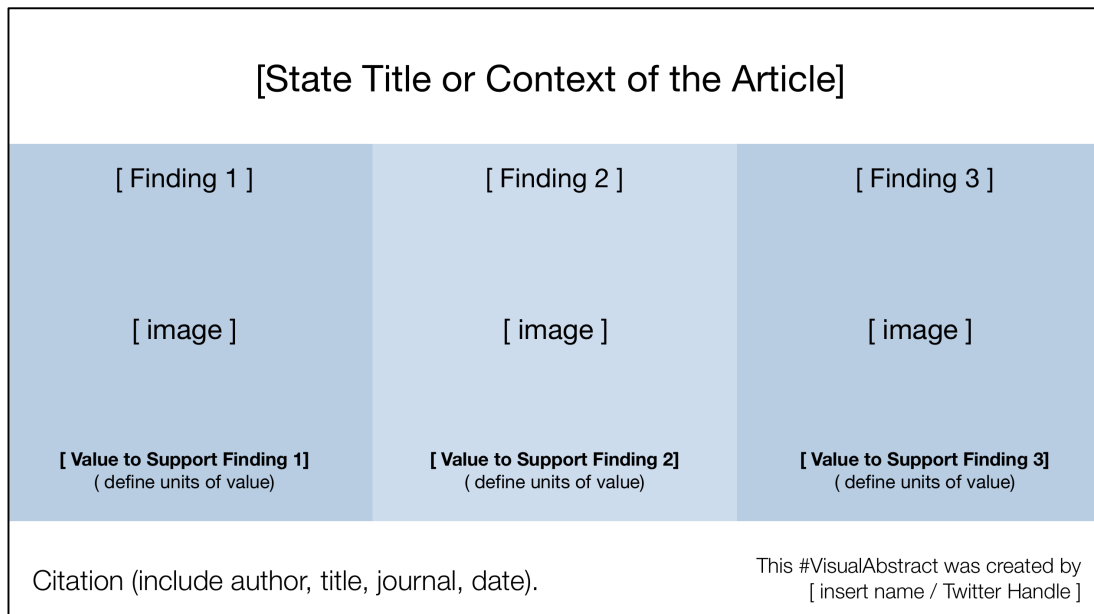 [State Title or Context of the Article]
[ Finding 1 ]
[ Finding 2 ]
[ Finding 3 ]
[ image ]
[ image ]
[ image ]
[ Value to Support Finding 1]
( define units of value)
[ Value to Support Finding 2]
( define units of value)
[ Value to Support Finding 3]
( define units of value)
Citation (include author, title, journal, date).
This #VisualAbstract was created by
[ insert name / Twitter Handle ]